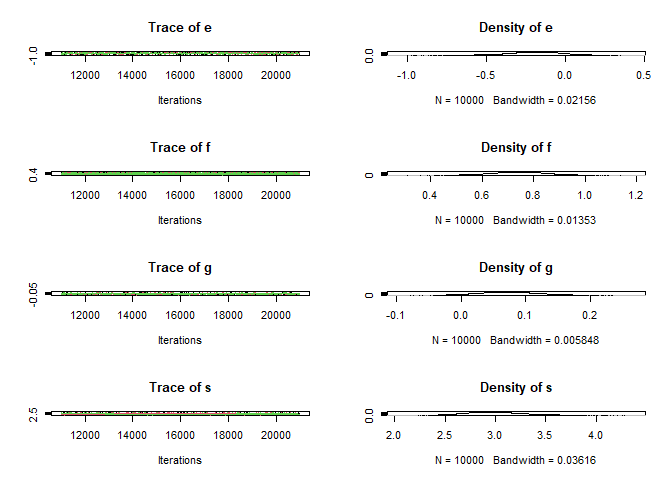 Trace of e
-1.0
12000 14000 16000 18000 20000
Iterations
Density of e
0.0
-1.0 -0.5 0.0 0.5
N = 10000 Bandwidth = 0.02156
Trace of f
0.4
12000 14000 16000 18000 20000
Iterations
Density of f
0
0.4 0.6 0.8 1.0 1.2
N = 10000 Bandwidth = 0.01353
Trace of g
-0.05
12000 14000 16000 18000 20000
Iterations
Density of g
0
-0.1 0.0 0.1 0.2
N = 10000 Bandwidth = 0.005848
Trace of s
2.5
12000 14000 16000 18000 20000
Iterations
Density of s
0.0
2.0 2.5 3.0 3.5 4.0
N = 10000 Bandwidth = 0.03616